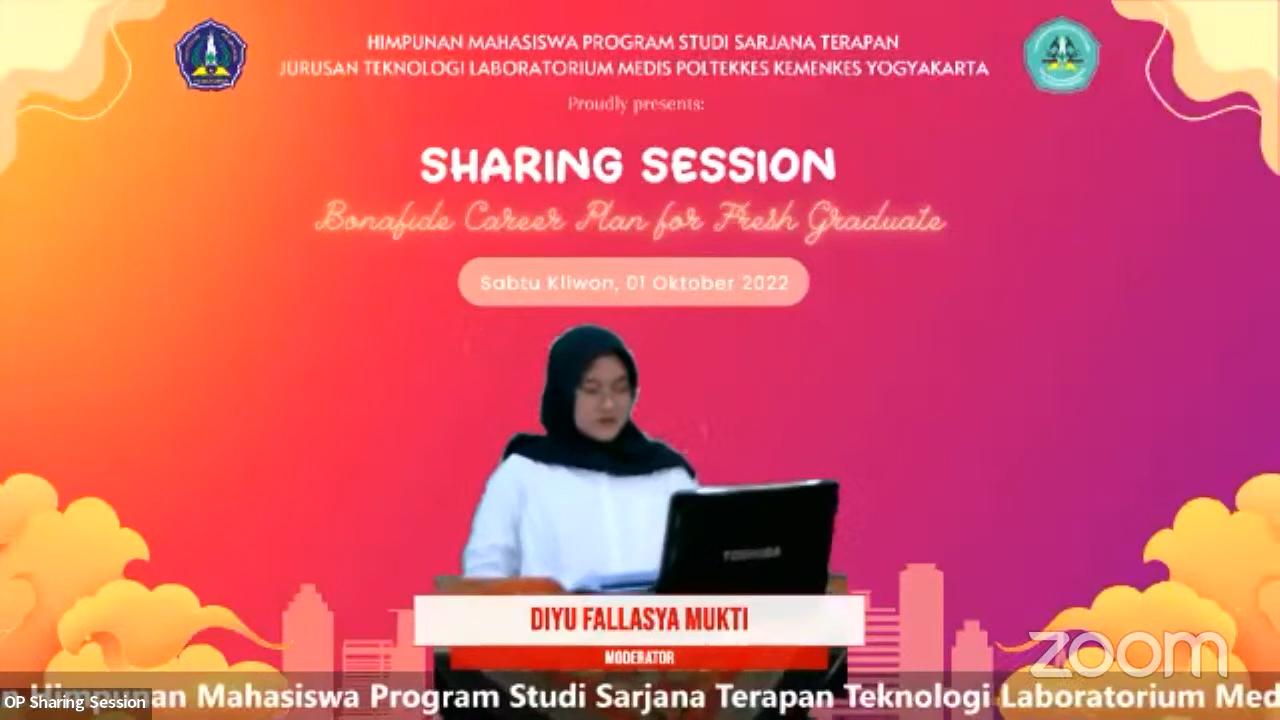 HIMPUNAN MAHASISWA PROGRAM STUDI SARJANA TERAPAN
JURUSAN TEKNOLOGI LABORATORIUM MEDIS POLTEKKES KEMENKES YOGYAKARTA
Proudly presents:
SHARING SESSION
Bonafide Career Plan for Fresh Graduate
Sabtu Kliwon, 01 Oktober 2022
TOSHIBA
DIYU FALLASYA MUKTI
MODERATOR
zoom
Himpunan Mahasiswa Program Studi Sarjana Terapan Teknologi Laboratorium Med
OP Sharing Session